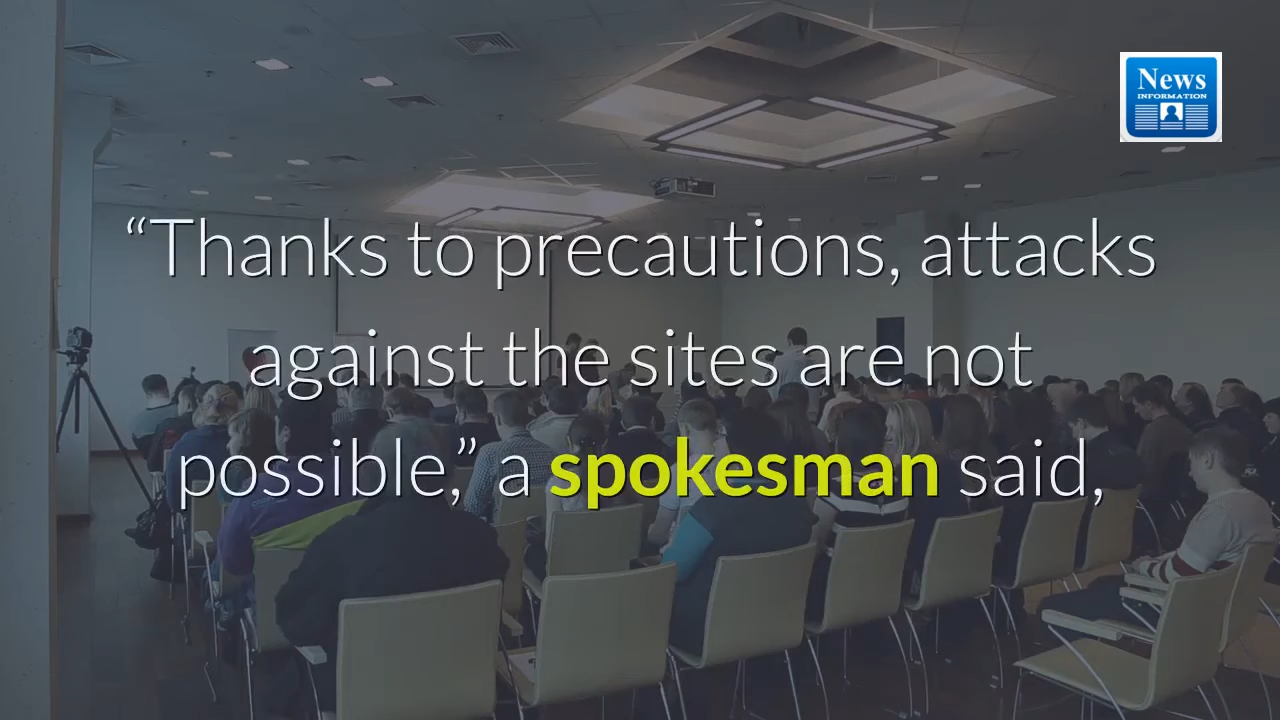 News
INFORMATION
“Thanks to precautions, attacks
against the sites are not
possible,” a spokesman said,